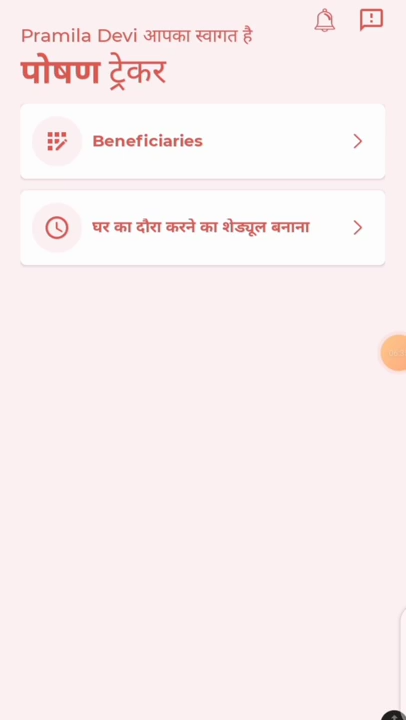 Pramila Devi आपका स्वागत है
पोषण ट्रेकर
Beneficiaries
घर का दौरा करने का शेड्यूल बनाना